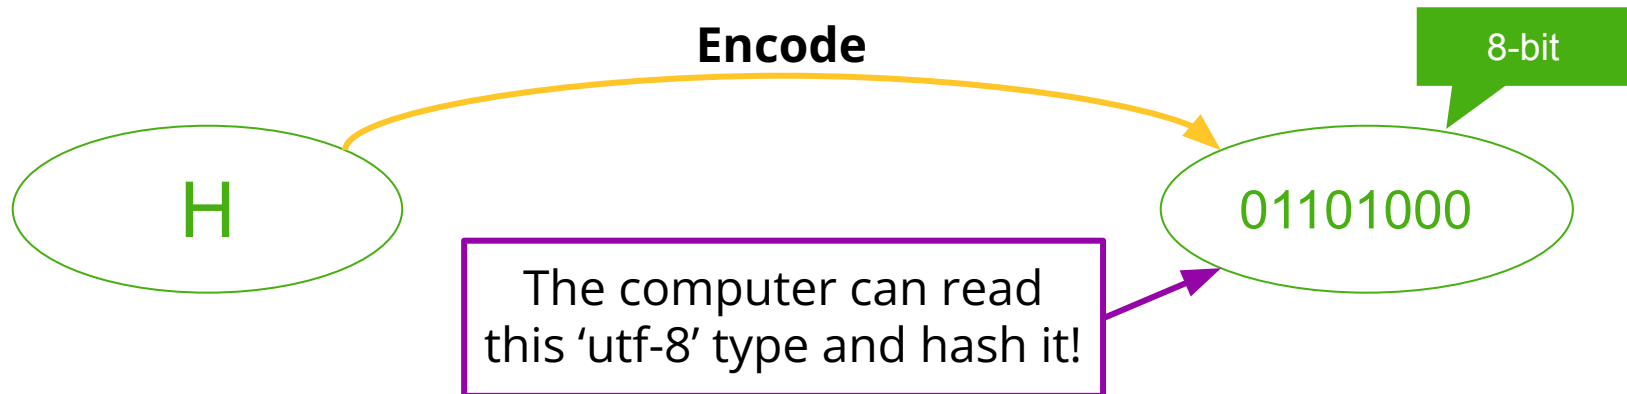 Encode
8-bit
H
01101000
The computer can read
this ‘utf-8’ type and hash it!